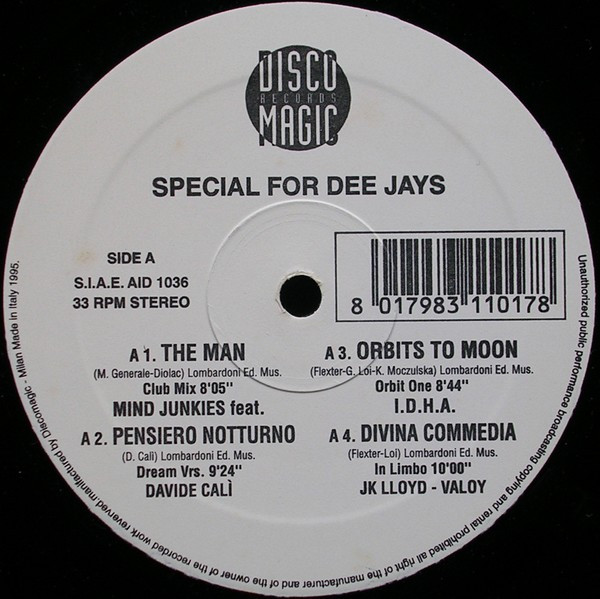 DISCO
RECORDS
MAGIC
SPECIAL FOR DEE JAYS
SIDE A
S.I.A.E. AID 1036
33 RPM STEREO
8 017983 110178
A 1. THE MAN
(M. Generale-Diolac) Lombardoni Ed. Mus.
Club Mix 8'05"
MIND JUNKIES feat.
A 2. PENSIERO NOTTURNO
(D. Calì) Lombardoni Ed. Mus.
Dream Vrs. 9'24"
DAVIDE CALÌ
A 3. ORBITS TO MOON
(Flexter-G. Loi-K. Moczulska) Lombardoni Ed. Mus.
Orbit One 8'44"
I.D.H.A.
A 4. DIVINA COMMEDIA
(Flexter-Loi) Lombardoni Ed. Mus.
In Limbo 10'00"
JK LLOYD - VALOY
Unauthorized public performance broadcasting copying and rental prohibited all right of the manufacturer and of the owner of the recorded work reverved.manifactured by Discomagic - Milan Made in Italy 1995.